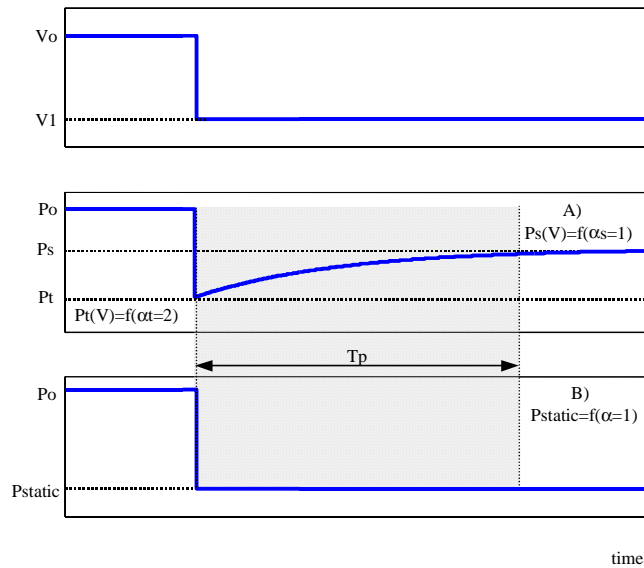 Vo
V1
Po
A)
Ps(V)=f(αs=1)
Ps
Pt
Pt(V)=f(αt=2)
Tp
Po
B)
Pstatic=f(α=1)
Pstatic
time